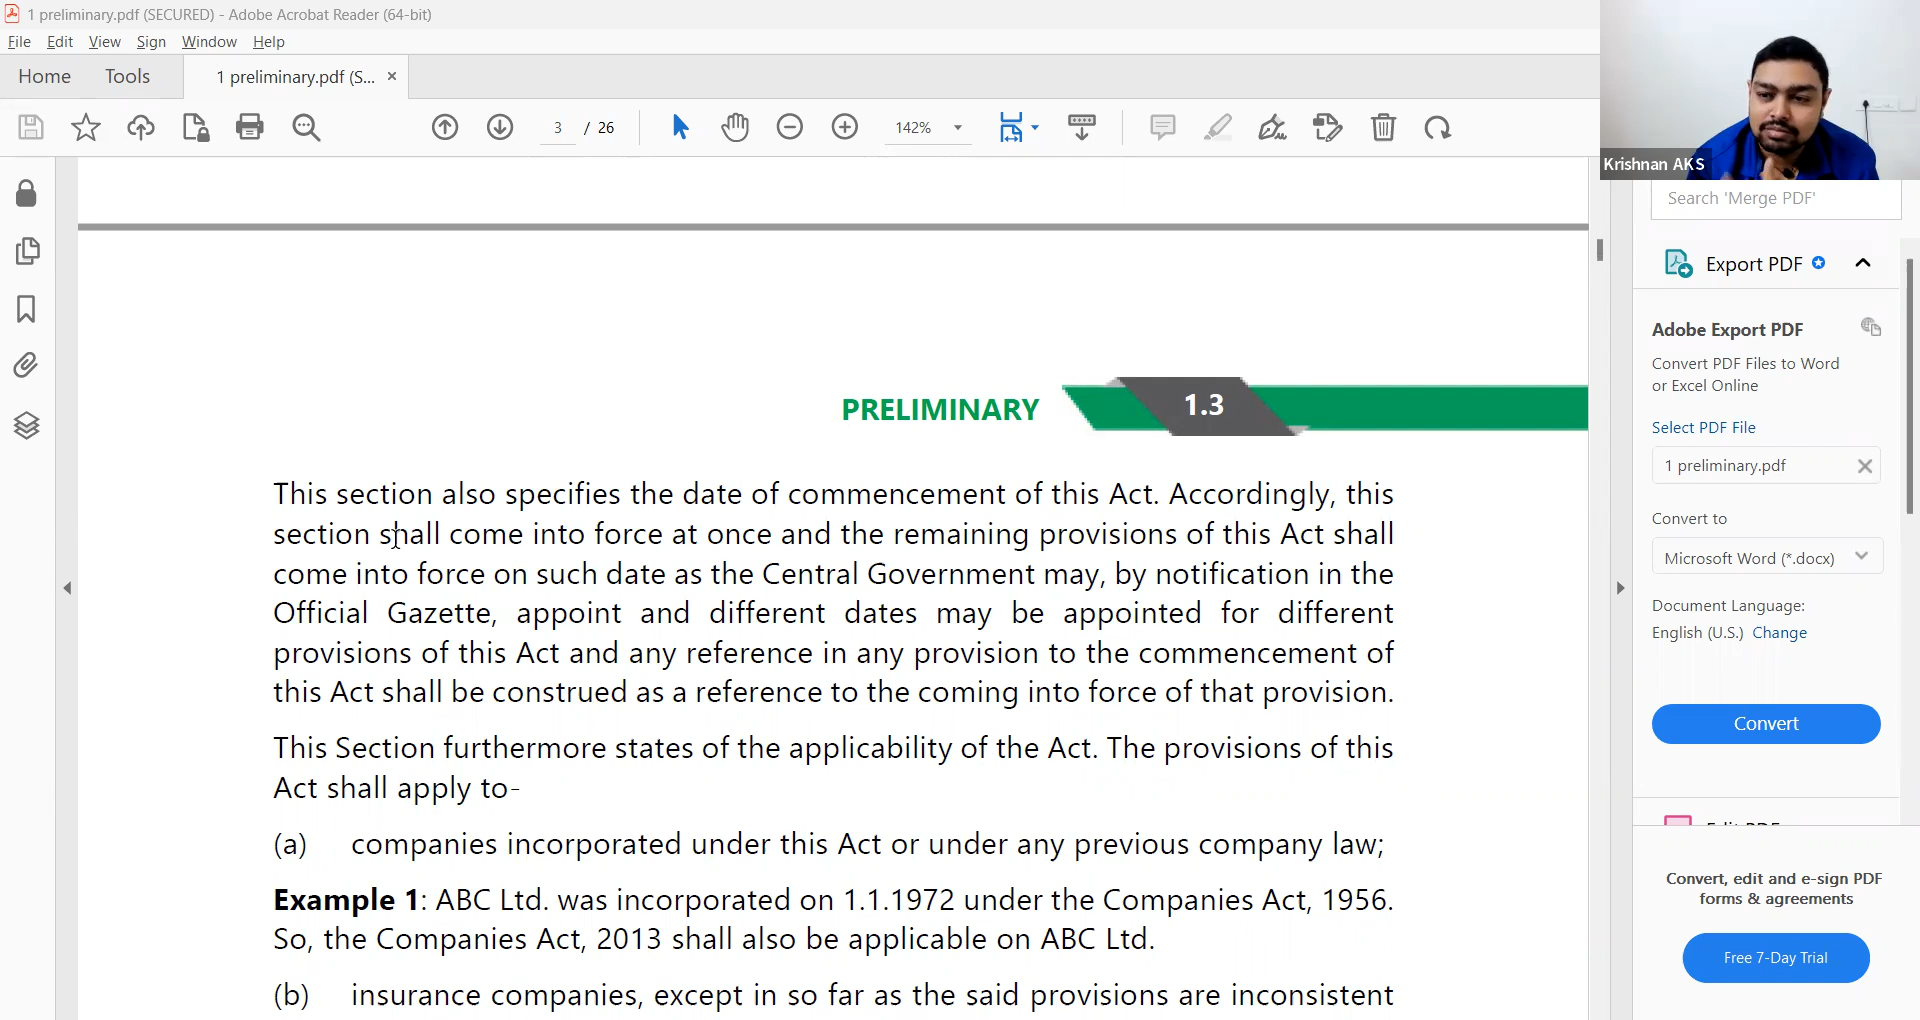 1 preliminary.pdf (SECURED) - Adobe Acrobat Reader (64-bit)
File Edit View Sign Window Help
Home Tools 1 preliminary.pdf (S... ×
3 / 26 142%
Krishnan AKS
Search 'Merge PDF'
Export PDF
Adobe Export PDF
Convert PDF Files to Word
or Excel Online
Select PDF File
1 preliminary.pdf
Convert to
Microsoft Word (*.docx)
Document Language:
English (U.S.) Change
Convert
Edit PDF
Convert, edit and e-sign PDF
forms & agreements
Free 7-Day Trial
PRELIMINARY 1.3
This section also specifies the date of commencement of this Act. Accordingly, this
section shall come into force at once and the remaining provisions of this Act shall
come into force on such date as the Central Government may, by notification in the
Official Gazette, appoint and different dates may be appointed for different
provisions of this Act and any reference in any provision to the commencement of
this Act shall be construed as a reference to the coming into force of that provision.
This Section furthermore states of the applicability of the Act. The provisions of this
Act shall apply to-
(a) companies incorporated under this Act or under any previous company law;
Example 1: ABC Ltd. was incorporated on 1.1.1972 under the Companies Act, 1956.
So, the Companies Act, 2013 shall also be applicable on ABC Ltd.
(b) insurance companies, except in so far as the said provisions are inconsistent